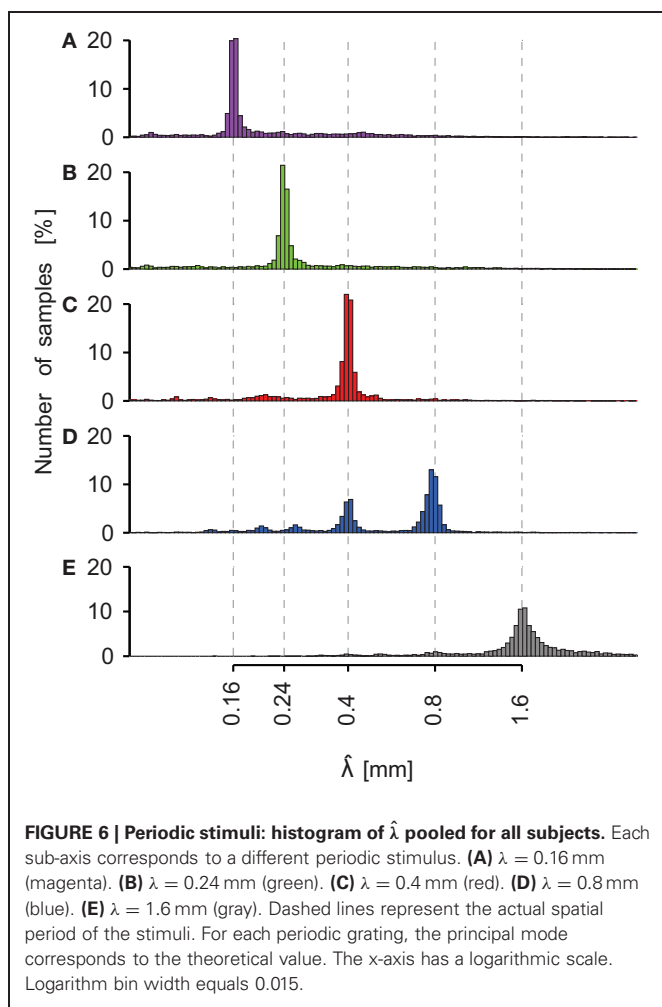 A 20
10
0
B 20
10
0
C 20
10
0
D 20
10
0
E 20
10
0
Number of samples [%]
0.16
0.24
0.4
0.8
1.6
λ̂ [mm]
FIGURE 6 | Periodic stimuli: histogram of λ̂ pooled for all subjects. Each
sub-axis corresponds to a different periodic stimulus. (A) λ = 0.16 mm
(magenta). (B) λ = 0.24 mm (green). (C) λ = 0.4 mm (red). (D) λ = 0.8 mm
(blue). (E) λ = 1.6 mm (gray). Dashed lines represent the actual spatial
period of the stimuli. For each periodic grating, the principal mode
corresponds to the theoretical value. The x-axis has a logarithmic scale.
Logarithm bin width equals 0.015.